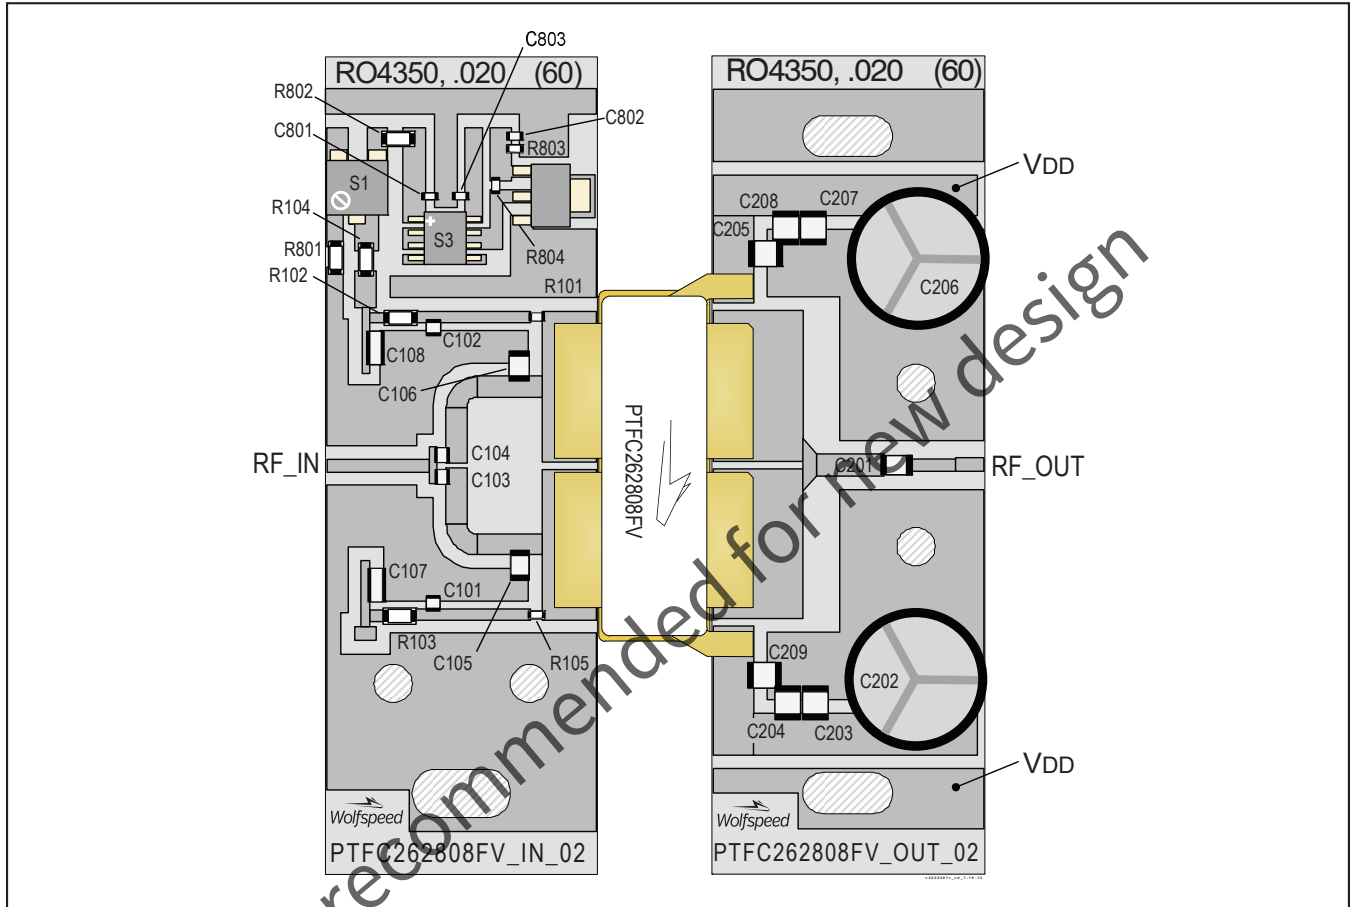 C803
RO4350, .020 (60)
RO4350, .020 (60)
R802
C802
C801
R803
VDD
S1
C208
C207
R104
C205
S3
R801
R804
R102
R101
C206
C102
C108
C106
PTFC262808FV
RF_IN
C104
C103
C201
RF_OUT
C107
C101
R103
C105
R105
C209
C202
C204
C203
VDD
Wolfspeed
Wolfspeed
PTFC262808FV_IN_02
PTFC262808FV_OUT_02
recommended for new design